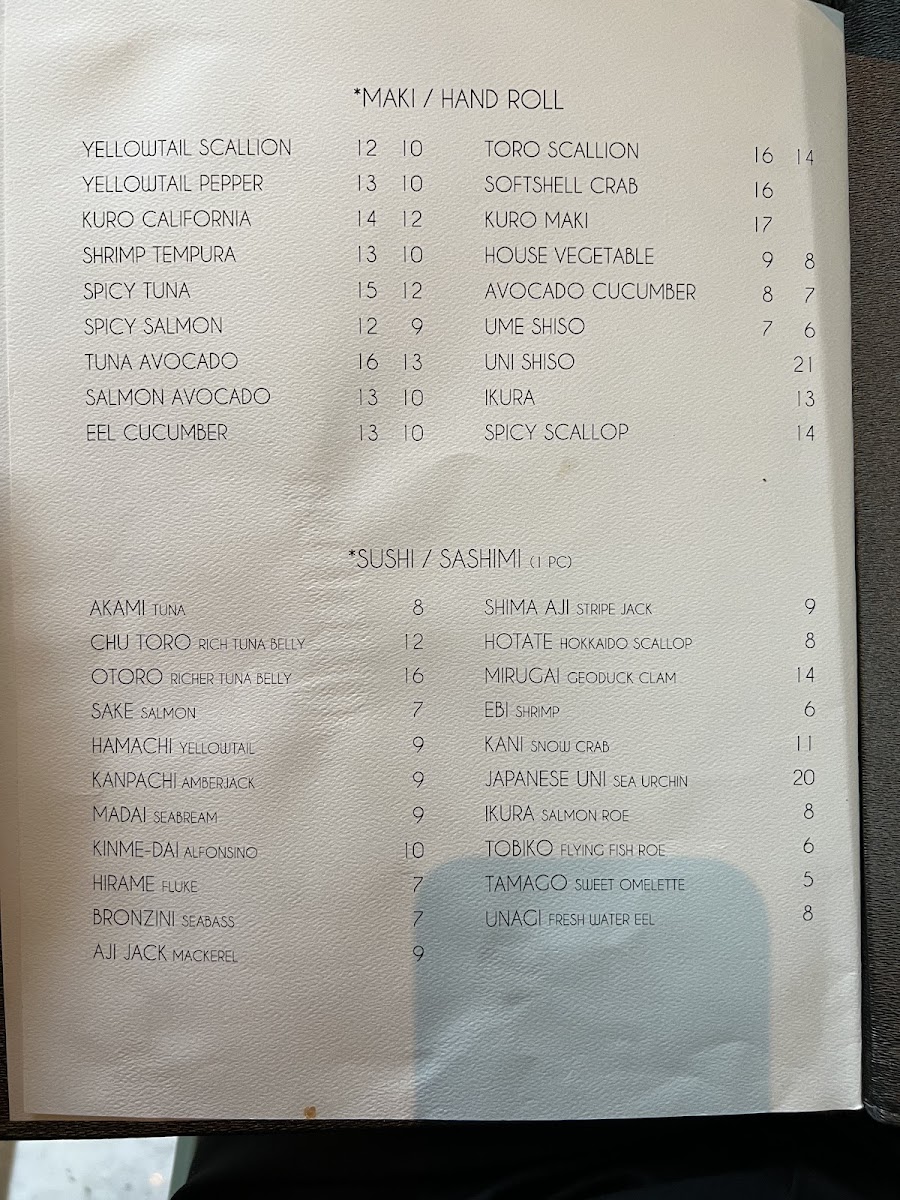 *MAKI / HAND ROLL
YELLOWTAIL SCALLION 12 10
YELLOWTAIL PEPPER 13 10
KURO CALIFORNIA 14 12
SHRIMP TEMPURA 13 10
SPICY TUNA 15 12
SPICY SALMON 12 9
TUNA AVOCADO 16 13
SALMON AVOCADO 13 10
EEL CUCUMBER 13 10
TORO SCALLION 16 14
SOFTSHELL CRAB 16
KURO MAKI 17
HOUSE VEGETABLE 9 8
AVOCADO CUCUMBER 8 7
UME SHISO 7 6
UNI SHISO 21
IKURA 13
SPICY SCALLOP 14
*SUSHI / SASHIMI (1 PC)
AKAMI TUNA 8
CHU TORO RICH TUNA BELLY 12
OTORO RICHER TUNA BELLY 16
SAKE SALMON 7
HAMACHI YELLOWTAIL 9
KANPACHI AMBERJACK 9
MADAI SEABREAM 9
KINME-DAI ALFONSINO 10
HIRAME FLUKE 7
BRONZINI SEABASS 7
AJI JACK MACKEREL 9
SHIMA AJI STRIPE JACK 9
HOTATE HOKKAIDO SCALLOP 8
MIRUGAI GEODUCK CLAM 14
EBI SHRIMP 6
KANI SNOW CRAB 11
JAPANESE UNI SEA URCHIN 20
IKURA SALMON ROE 8
TOBIKO FLYING FISH ROE 6
TAMAGO SWEET OMELETTE 5
UNAGI FRESH WATER EEL 8